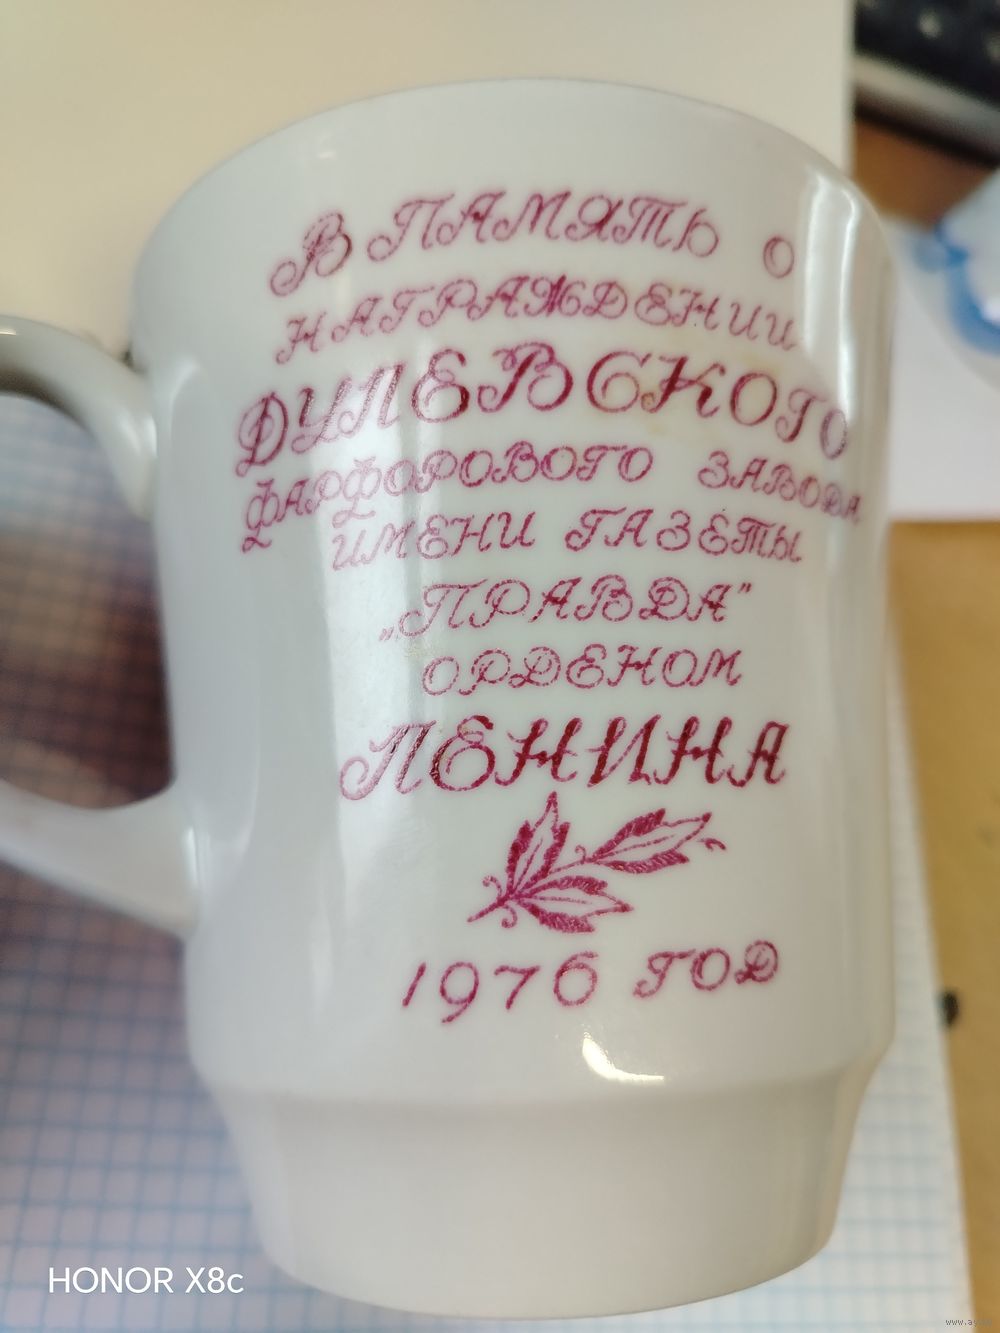 В ПАМЯТЬ О
НАГРАЖДЕНИИ
ДУЛЕВСКОГО
ФАРФОРОВОГО ЗАВОДА
ИМЕНИ ГАЗЕТЫ
„ПРАВДА"
ОРДЕНОМ
ЛЕНИНА
1976 ГОД
HONOR X8c